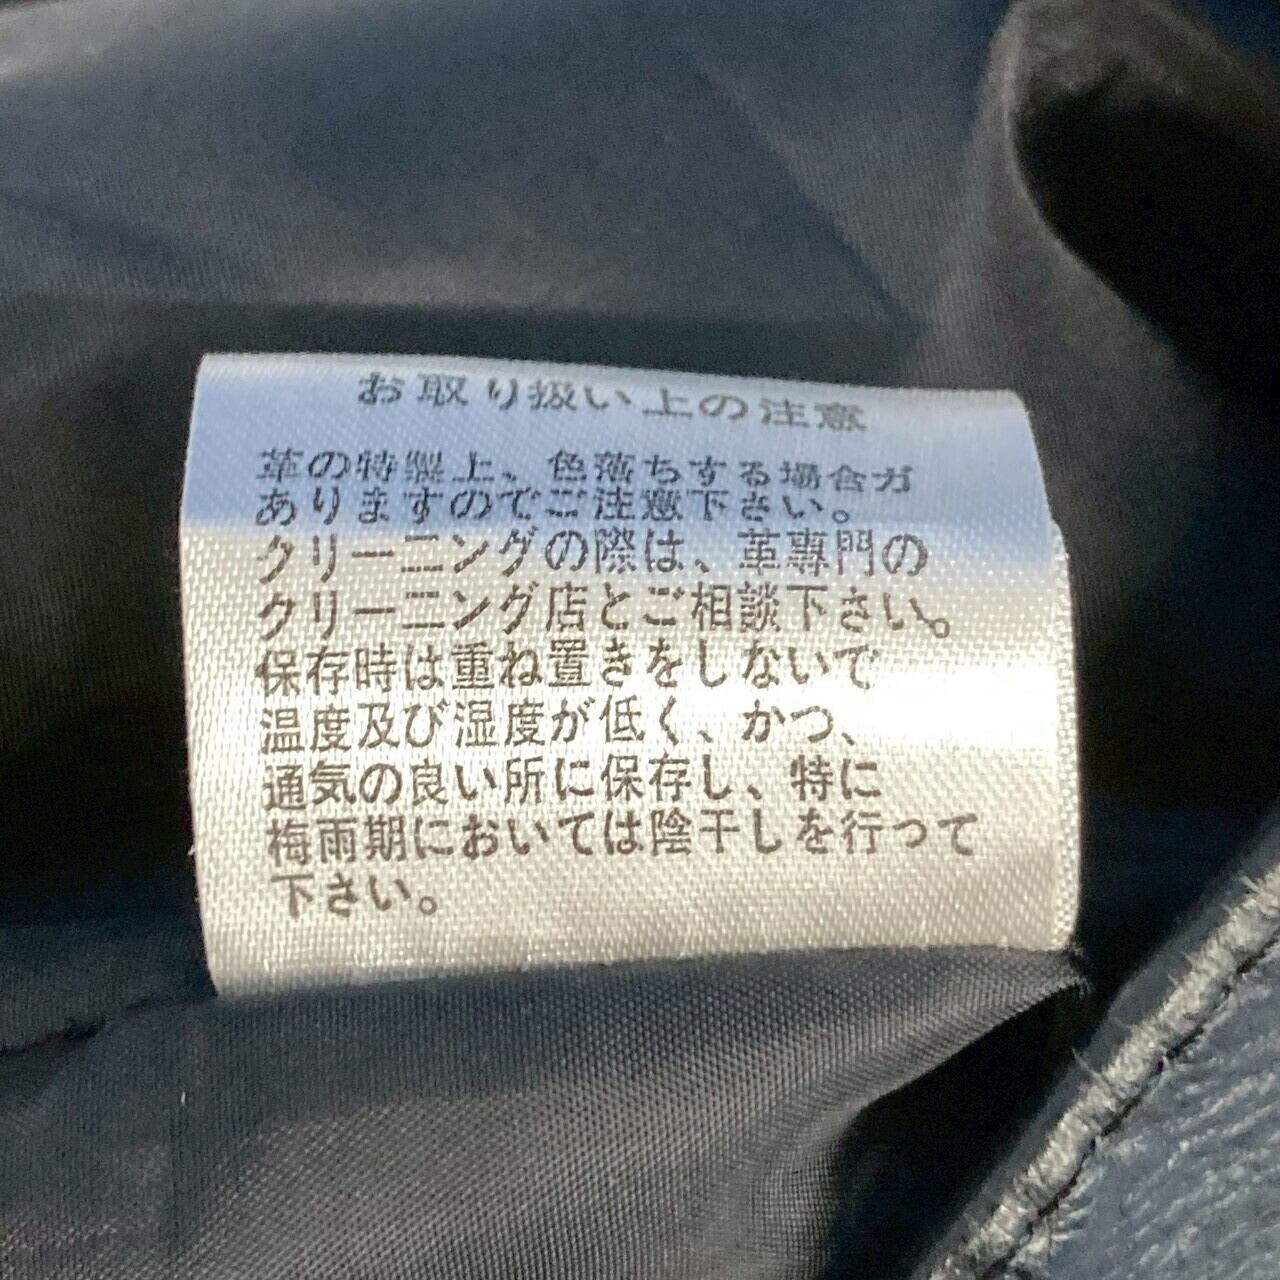 お取り扱い上の注意
革の特製上、色落ちする場合が
ありますのでご注意下さい。
クリーニングの際は、革専門の
クリーニング店とご相談下さい。
保存時は重ね置きをしないで
温度及び湿度が低く、かつ、
通気の良い所に保存し、特に
梅雨期においては陰干しを行って
下さい。